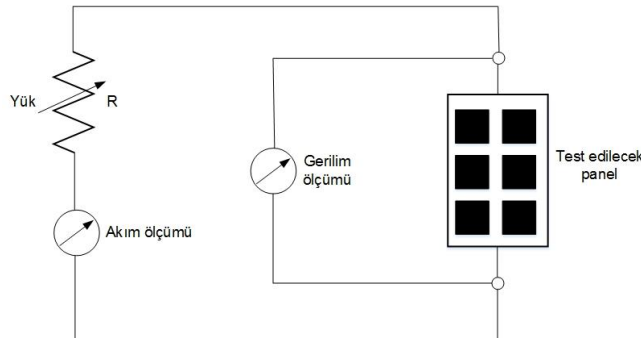 Yük
R
Akım ölçümü
Gerilim
ölçümü
Test edilecek
panel